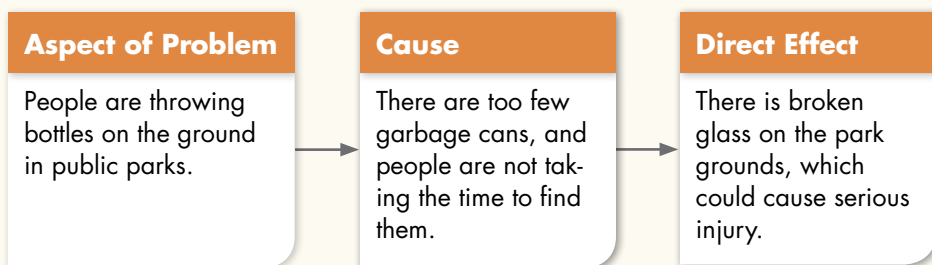 Aspect of Problem
People are throwing
bottles on the ground
in public parks.
Cause
There are too few
garbage cans, and
people are not tak-
ing the time to find
them.
Direct Effect
There is broken
glass on the park
grounds, which
could cause serious
injury.